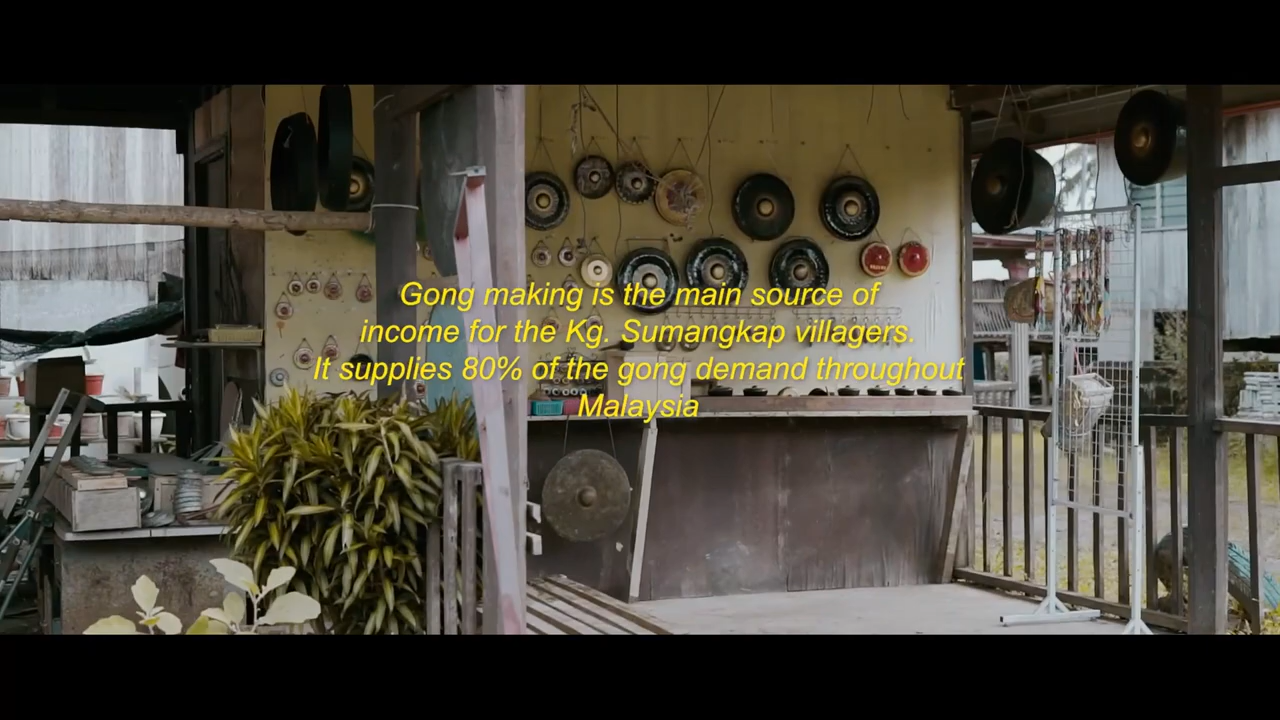 Gong making is the main source of
income for the Kg. Sumangkap villagers.
It supplies 80% of the gong demand throughout
Malaysia